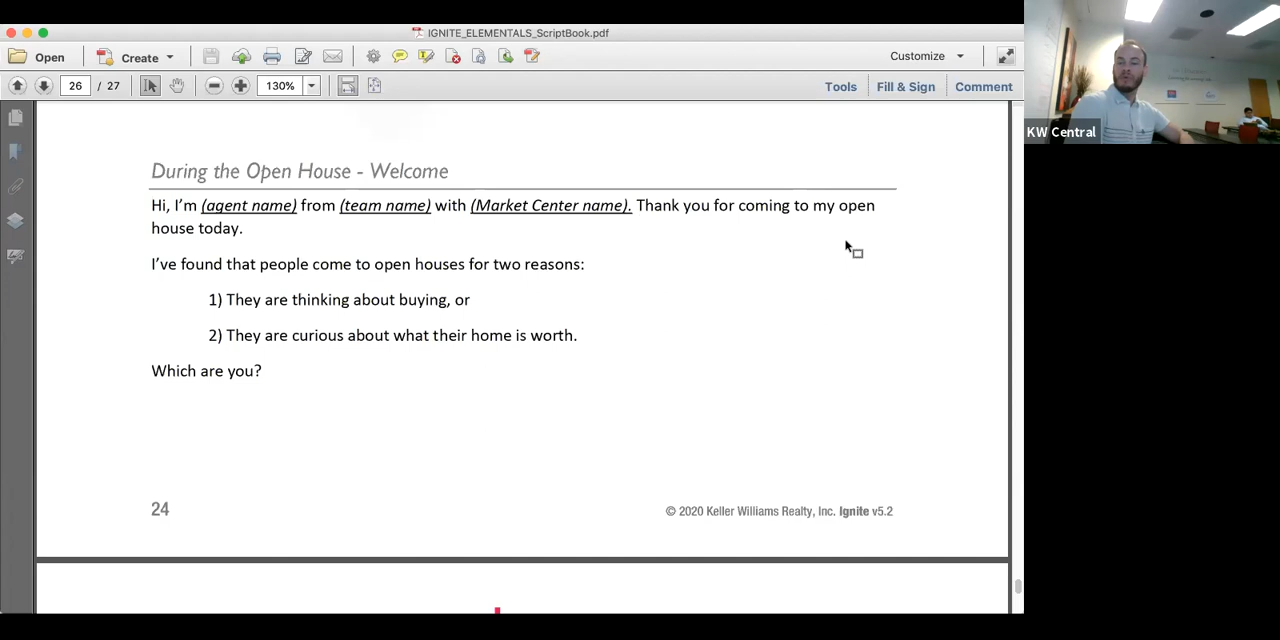 IGNITE_ELEMENTALS_ScriptBook.pdf
Open
Create
Customize
26 / 27
130%
Tools
Fill & Sign
Comment
KW Central
During the Open House - Welcome
Hi, I’m (agent name) from (team name) with (Market Center name). Thank you for coming to my open
house today.
I’ve found that people come to open houses for two reasons:
1) They are thinking about buying, or
2) They are curious about what their home is worth.
Which are you?
24
© 2020 Keller Williams Realty, Inc. Ignite v5.2